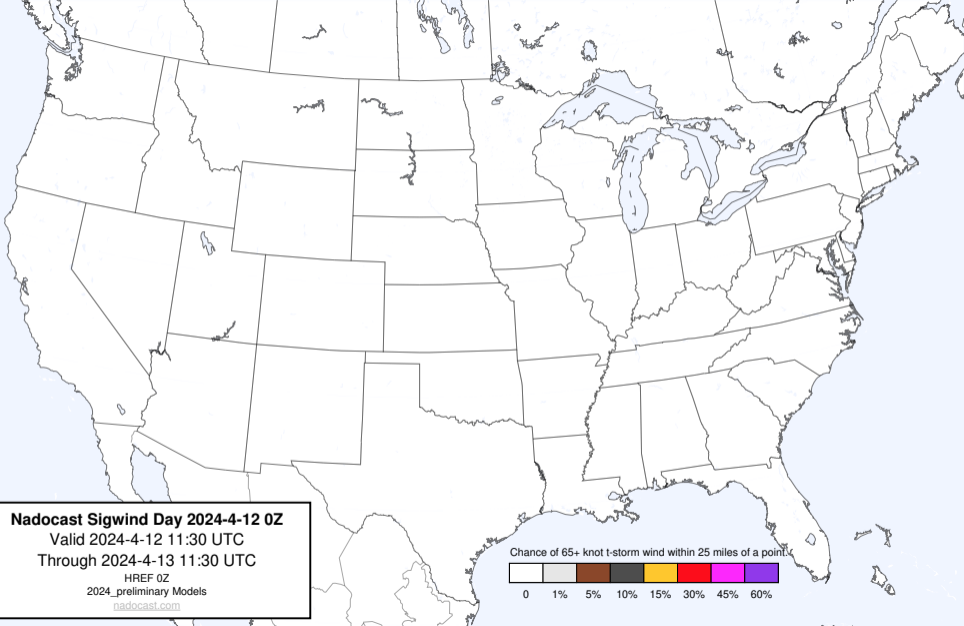 Nadocast Sigwind Day 2024-4-12 0Z
Valid 2024-4-12 11:30 UTC
Through 2024-4-13 11:30 UTC
HREF 0Z
2024_preliminary Models
nadocast.com
Chance of 65+ knot t-storm wind within 25 miles of a point.
0 1% 5% 10% 15% 30% 45% 60%